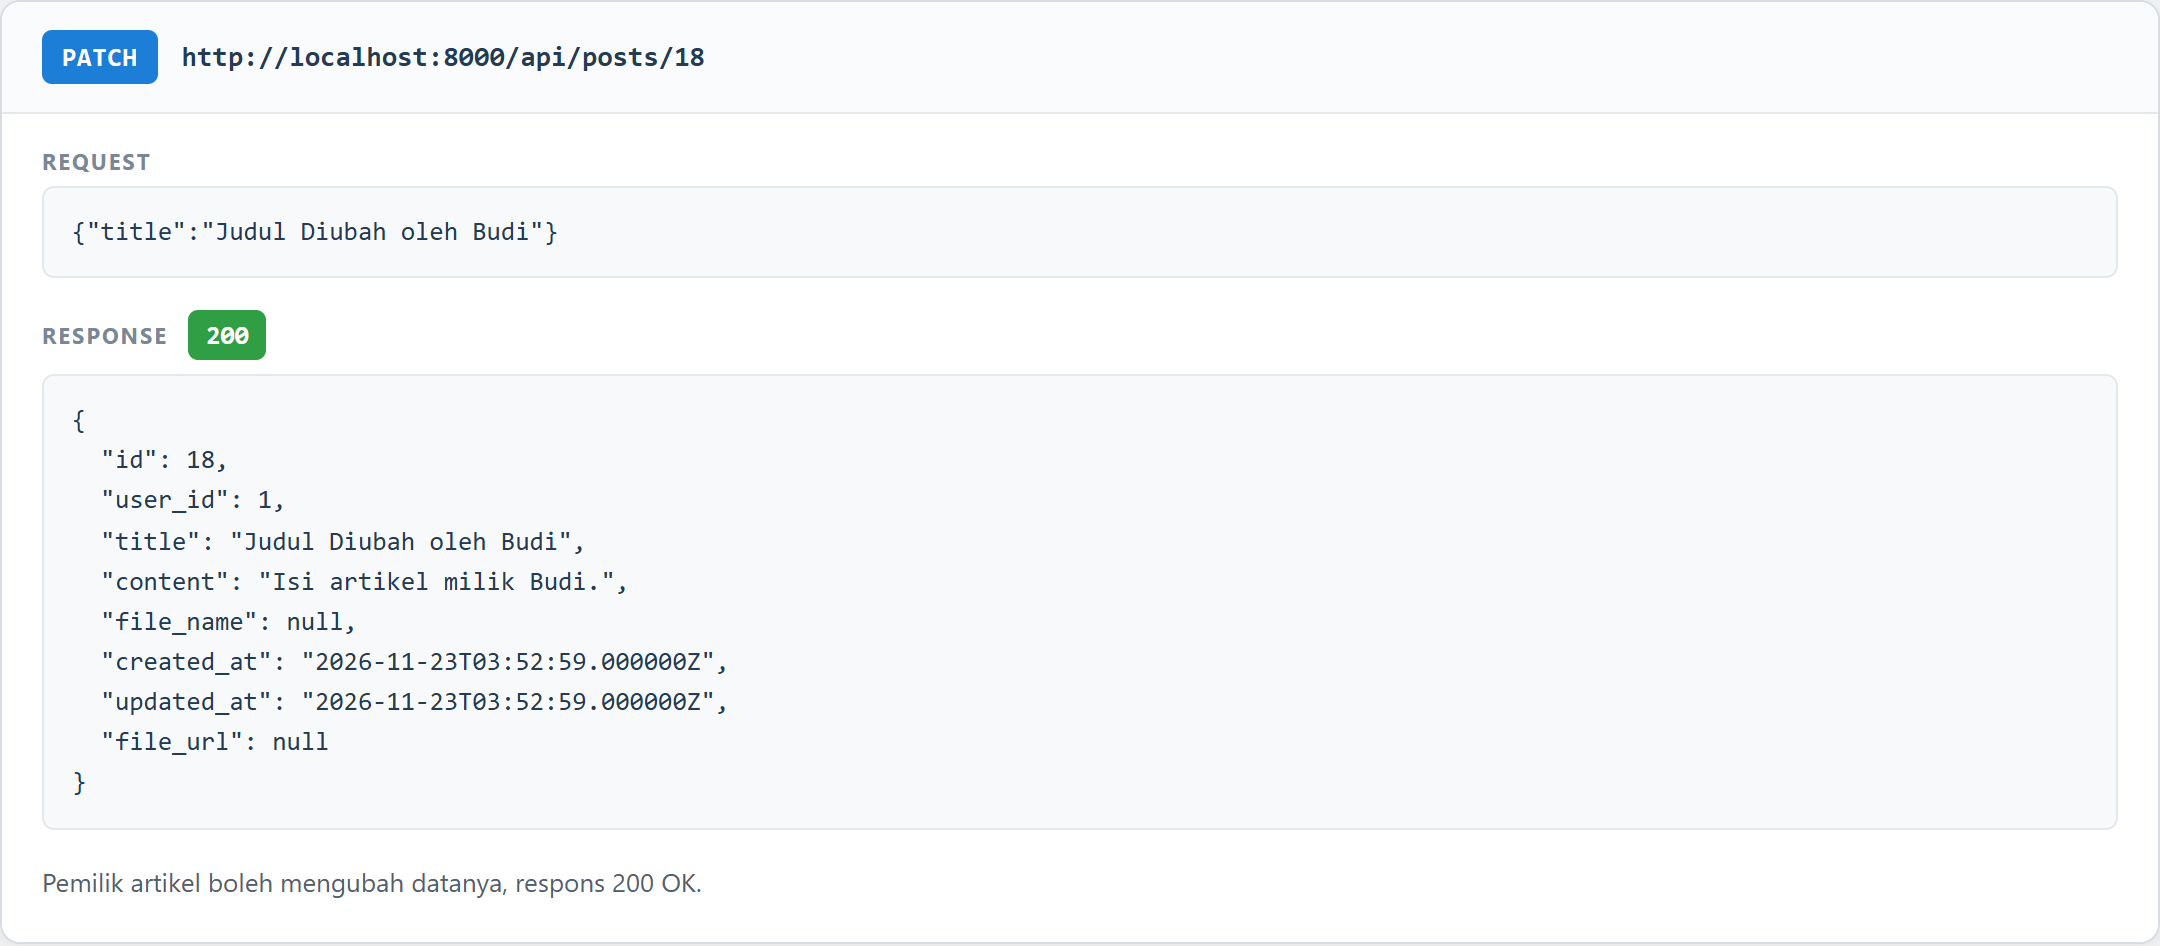 PATCH http://localhost:8000/api/posts/18
REQUEST
{"title":"Judul Diubah oleh Budi"}
RESPONSE 200
{
  "id": 18,
  "user_id": 1,
  "title": "Judul Diubah oleh Budi",
  "content": "Isi artikel milik Budi.",
  "file_name": null,
  "created_at": "2026-11-23T03:52:59.000000Z",
  "updated_at": "2026-11-23T03:52:59.000000Z",
  "file_url": null
}
Pemilik artikel boleh mengubah datanya, respons 200 OK.